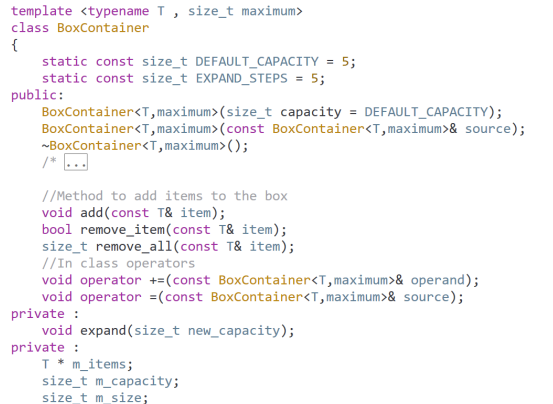 template <typename T , size_t maximum>
class BoxContainer
{
    static const size_t DEFAULT_CAPACITY = 5;
    static const size_t EXPAND_STEPS = 5;
public:
    BoxContainer<T,maximum>(size_t capacity = DEFAULT_CAPACITY);
    BoxContainer<T,maximum>(const BoxContainer<T,maximum>& source);
    ~BoxContainer<T,maximum>();
    /* ...

    //Method to add items to the box
    void add(const T& item);
    bool remove_item(const T& item);
    size_t remove_all(const T& item);
    //In class operators
    void operator +=(const BoxContainer<T,maximum>& operand);
    void operator =(const BoxContainer<T,maximum>& source);
private :
    void expand(size_t new_capacity);
private :
    T * m_items;
    size_t m_capacity;
    size_t m_size;